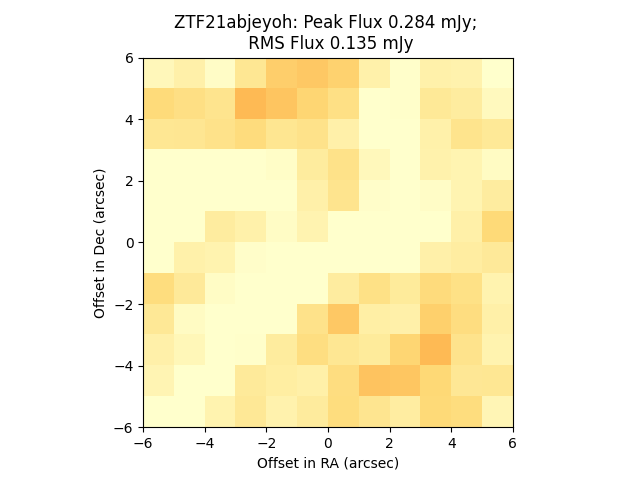 ZTF21abjeyoh: Peak Flux 0.284 mJy;
RMS Flux 0.135 mJy
6
4
2
0
−2
−4
−6
Offset in Dec (arcsec)
−6 −4 −2 0 2 4 6
Offset in RA (arcsec)